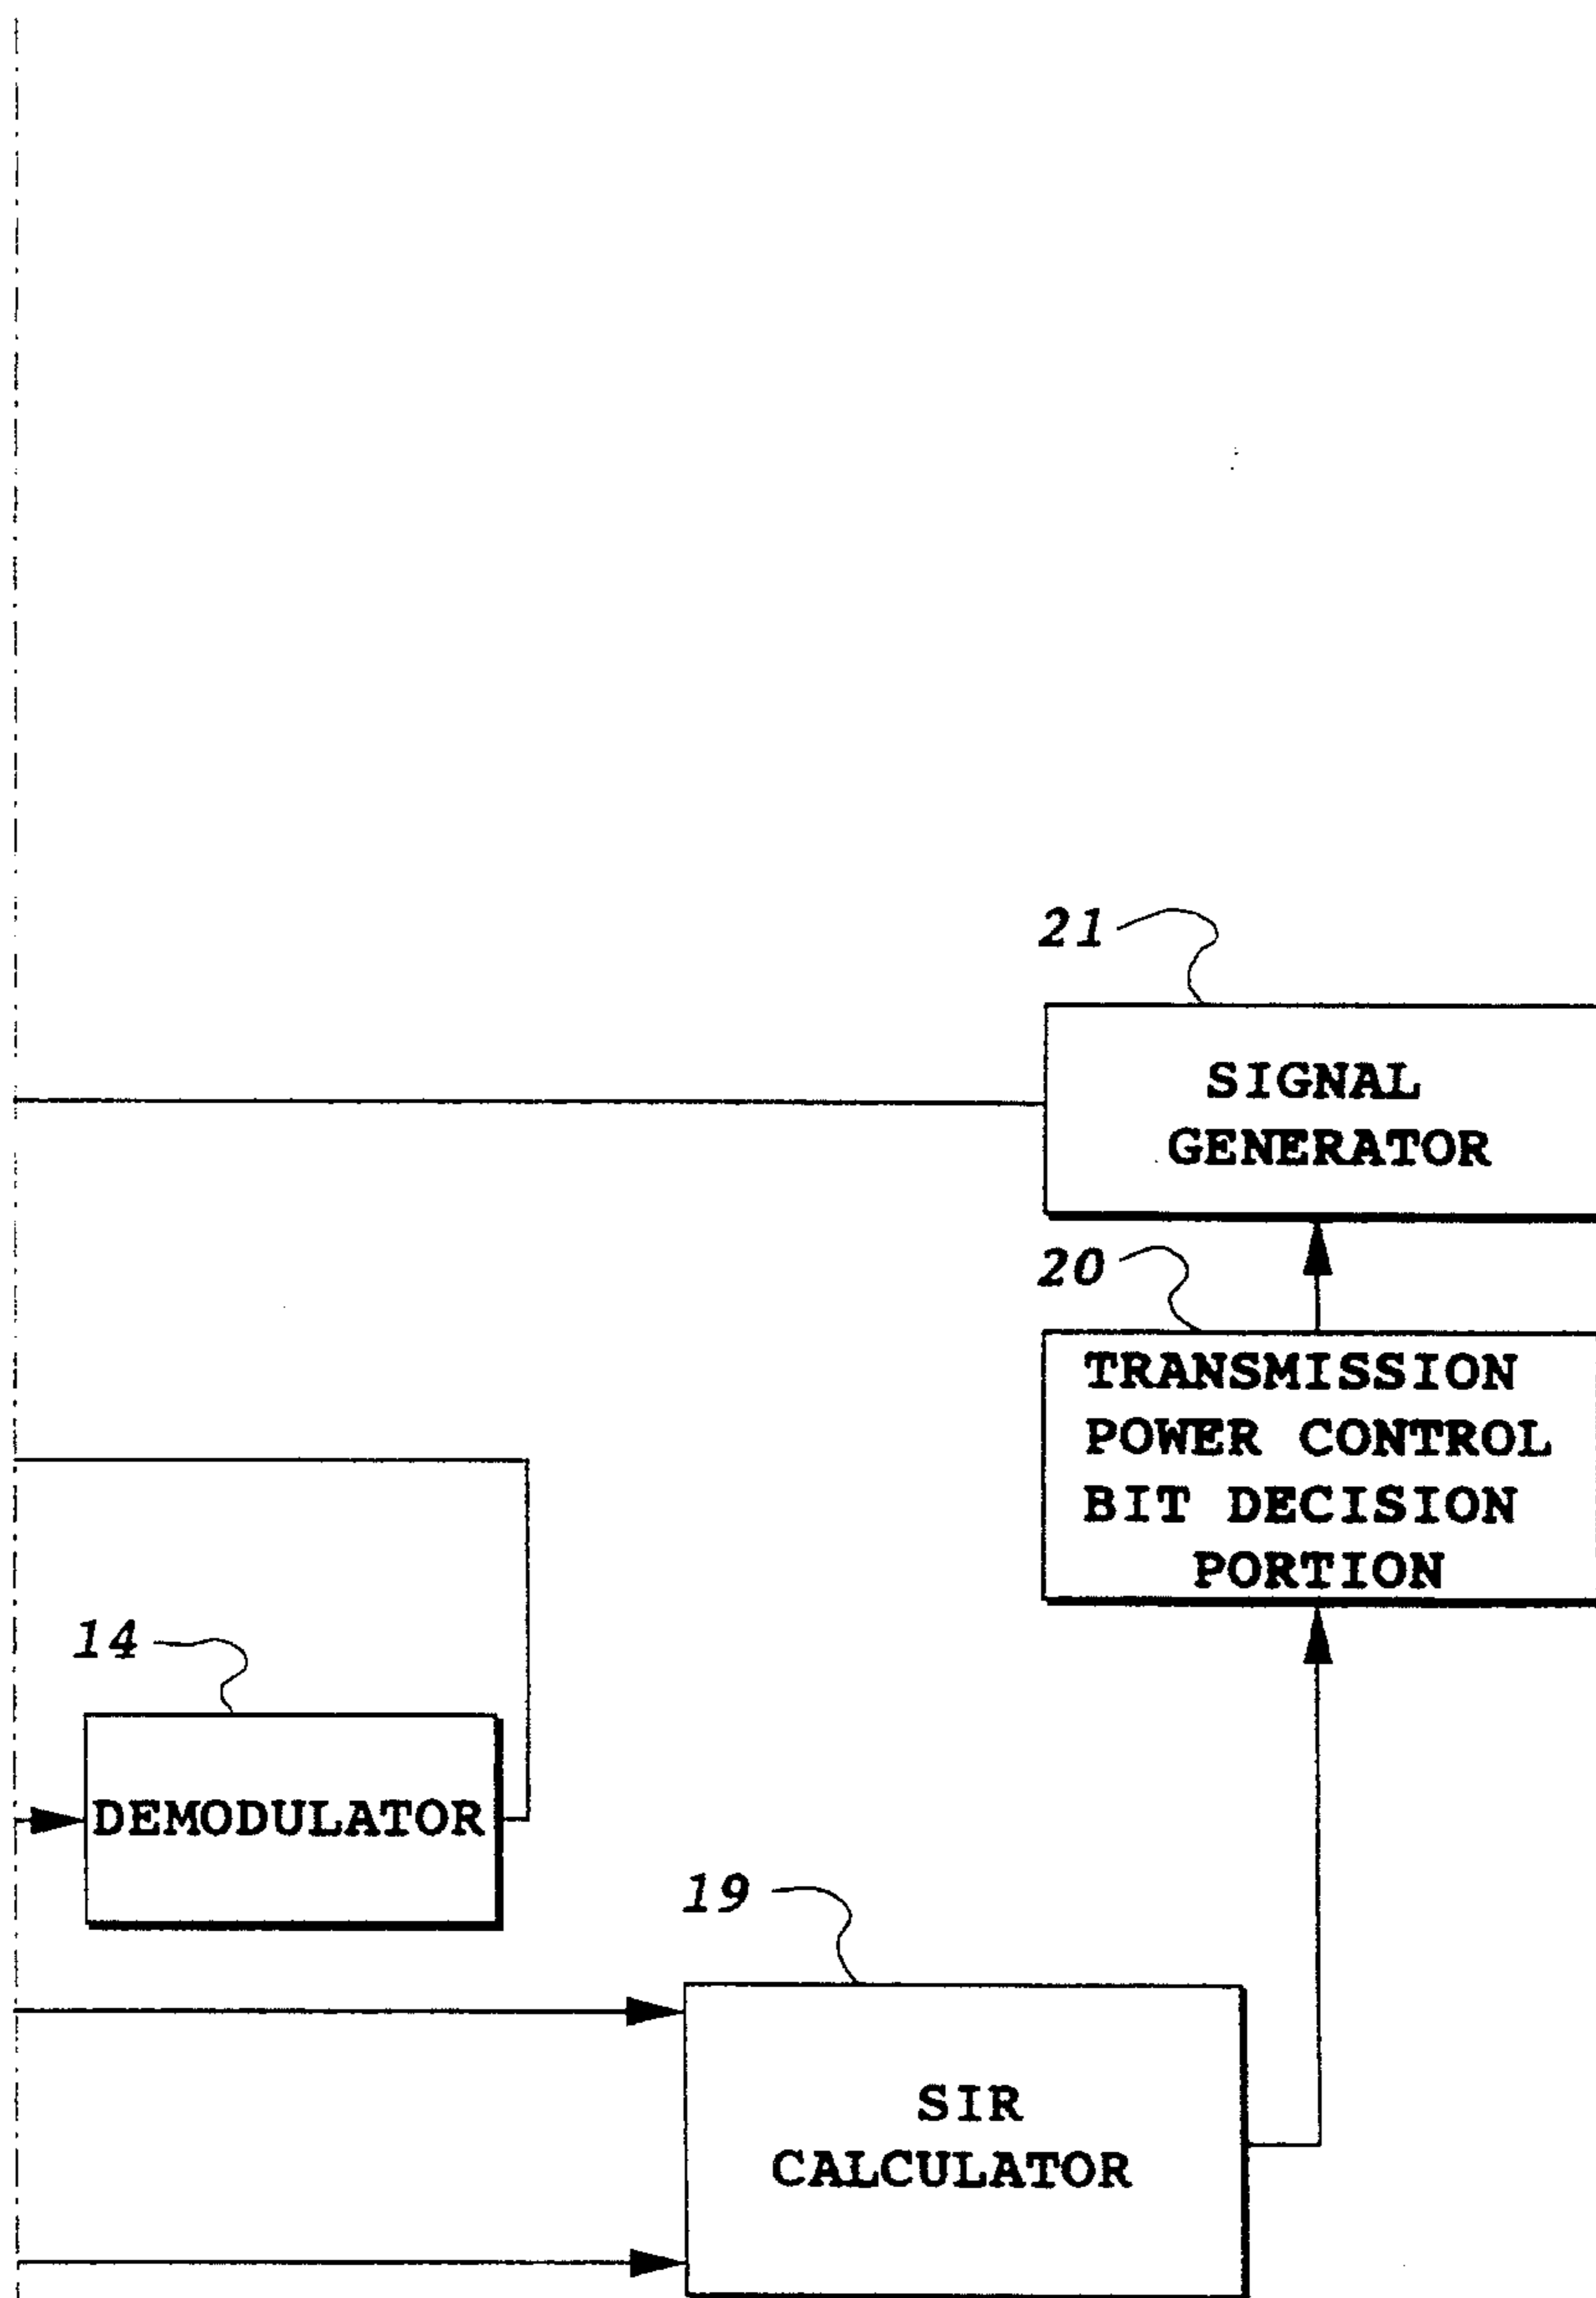 21
SIGNAL
GENERATOR
20
TRANSMISSION
POWER CONTROL
BIT DECISION
PORTION
14
DEMODULATOR
19
SIR
CALCULATOR